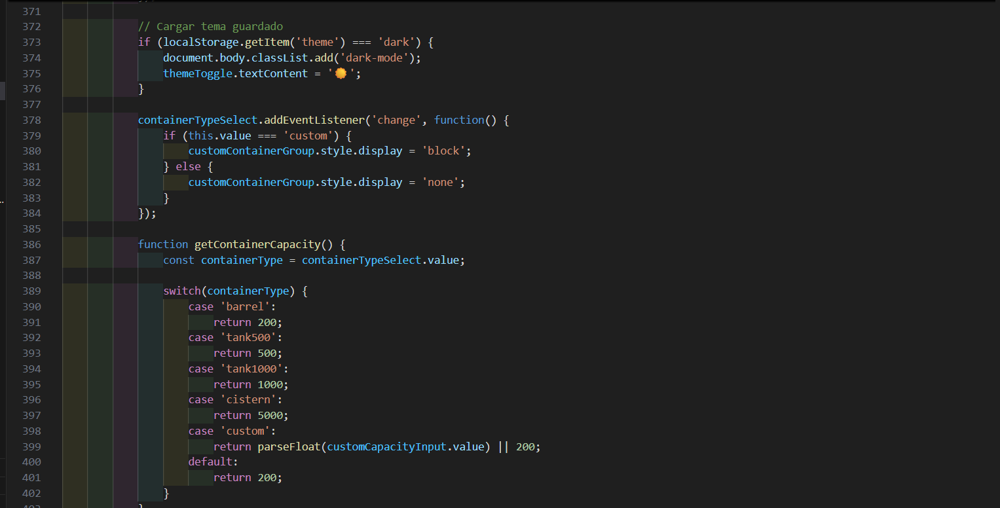 371
372 // Cargar tema guardado
373 if (localStorage.getItem('theme') === 'dark') {
374 document.body.classList.add('dark-mode');
375 themeToggle.textContent = '☀️';
376 }
377
378 containerTypeSelect.addEventListener('change', function() {
379 if (this.value === 'custom') {
380 customContainerGroup.style.display = 'block';
381 } else {
382 customContainerGroup.style.display = 'none';
383 }
384 });
385
386 function getContainerCapacity() {
387 const containerType = containerTypeSelect.value;
388
389 switch(containerType) {
390 case 'barrel':
391 return 200;
392 case 'tank500':
393 return 500;
394 case 'tank1000':
395 return 1000;
396 case 'cistern':
397 return 5000;
398 case 'custom':
399 return parseFloat(customCapacityInput.value) || 200;
400 default:
401 return 200;
402 }